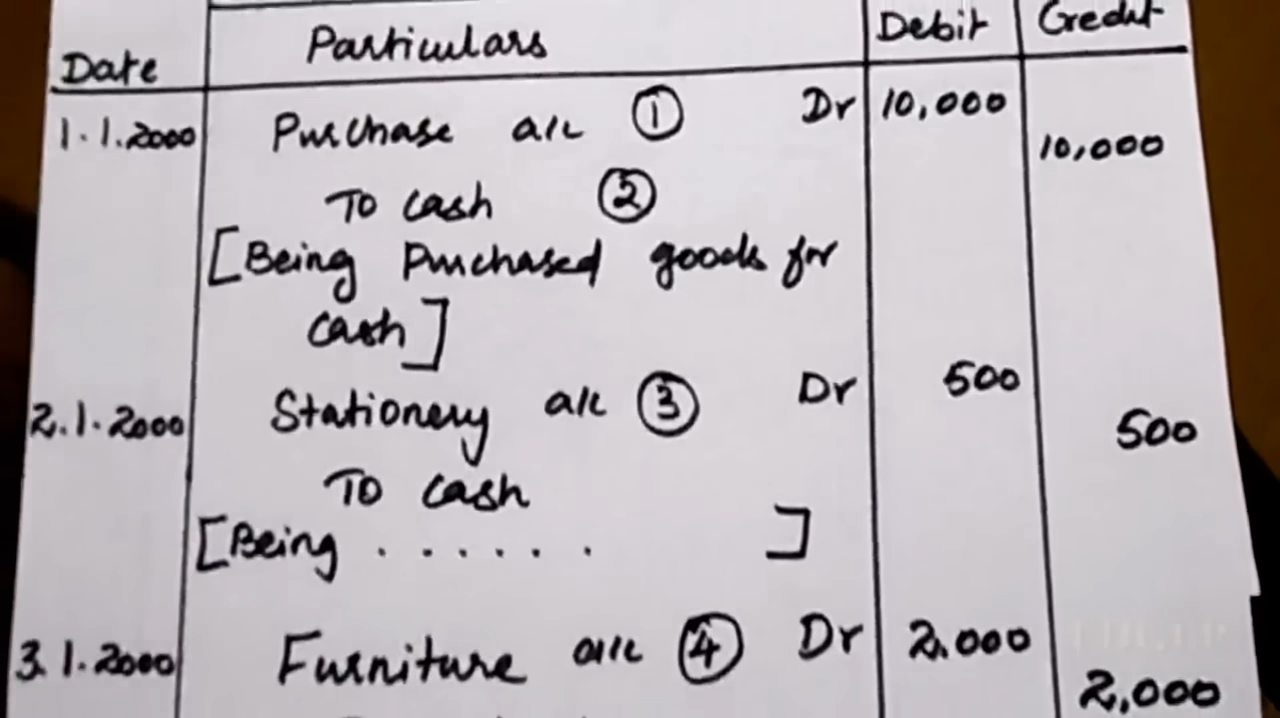 Date Particulars Debit Credit
1.1.2000 Purchase a/c ① Dr 10,000
10,000
To cash ②
[Being Purchased goods for
cash]
2.1.2000 Stationery a/c ③ Dr 500
500
To cash
[Being . . . . . . ]
3.1.2000 Furniture a/c ④ Dr 2,000
2,000